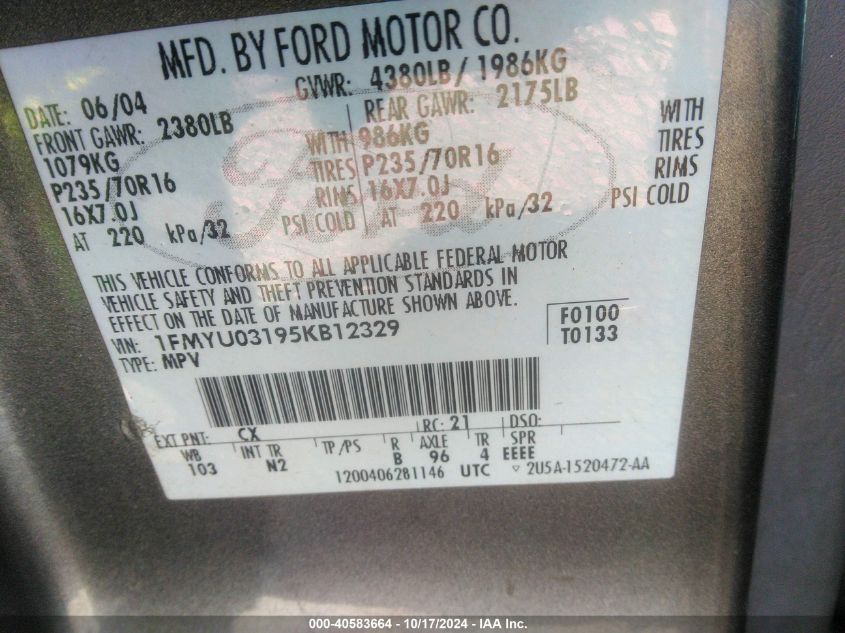 MFD. BY FORD MOTOR CO.
DATE: 06/04 GVWR: 4380LB/ 1986KG
FRONT GAWR: 2380LB REAR GAWR: 2175LB
1079KG WITH 986KG WITH
P235/70R16 TIRES P235/70R16 TIRES
16X7.0J RIMS 16X7.0J RIMS
AT 220 kPa/32 PSI COLD AT 220 kPa/32 PSI COLD
THIS VEHICLE CONFORMS TO ALL APPLICABLE FEDERAL MOTOR
VEHICLE SAFETY AND THEFT PREVENTION STANDARDS IN
EFFECT ON THE DATE OF MANUFACTURE SHOWN ABOVE.
VIN: 1FMYU03195KB12329 F0100
TYPE: MPV T0133
EXT PNT: CX RC: 21 DSO:
WB INT TR TP/PS R AXLE TR SPR
103 N2 B 96 4 EEEE
1200406281146 UTC ▽ 2U5A-1520472-AA
Ford
000-40583664 | 10/17/2024 - IAA Inc.